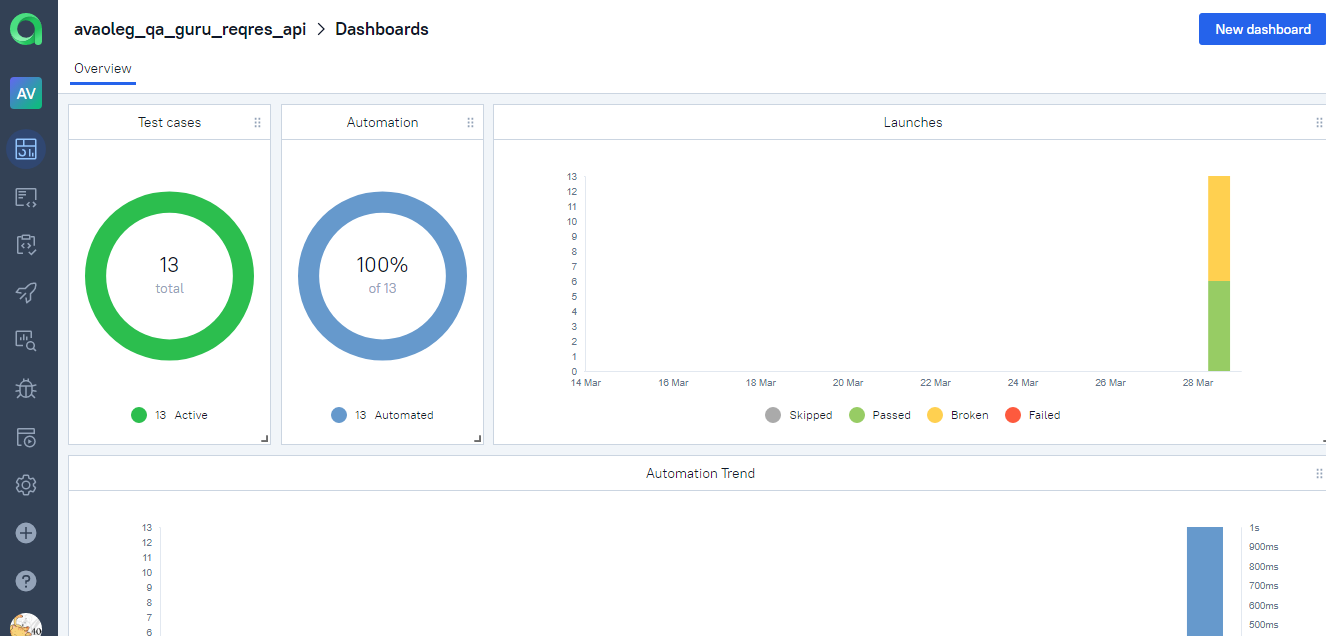 avaoleg_qa_guru_reqres_api > Dashboards
New dashboard
Overview
AV
Test cases
13
total
13 Active
Automation
100%
of 13
13 Automated
Launches
13
12
11
10
9
8
7
6
5
4
3
2
1
0
14 Mar 16 Mar 18 Mar 20 Mar 22 Mar 24 Mar 26 Mar 28 Mar
Skipped Passed Broken Failed
Automation Trend
13
12
11
10
9
8
7
6
1s
900ms
800ms
700ms
600ms
500ms
?
40